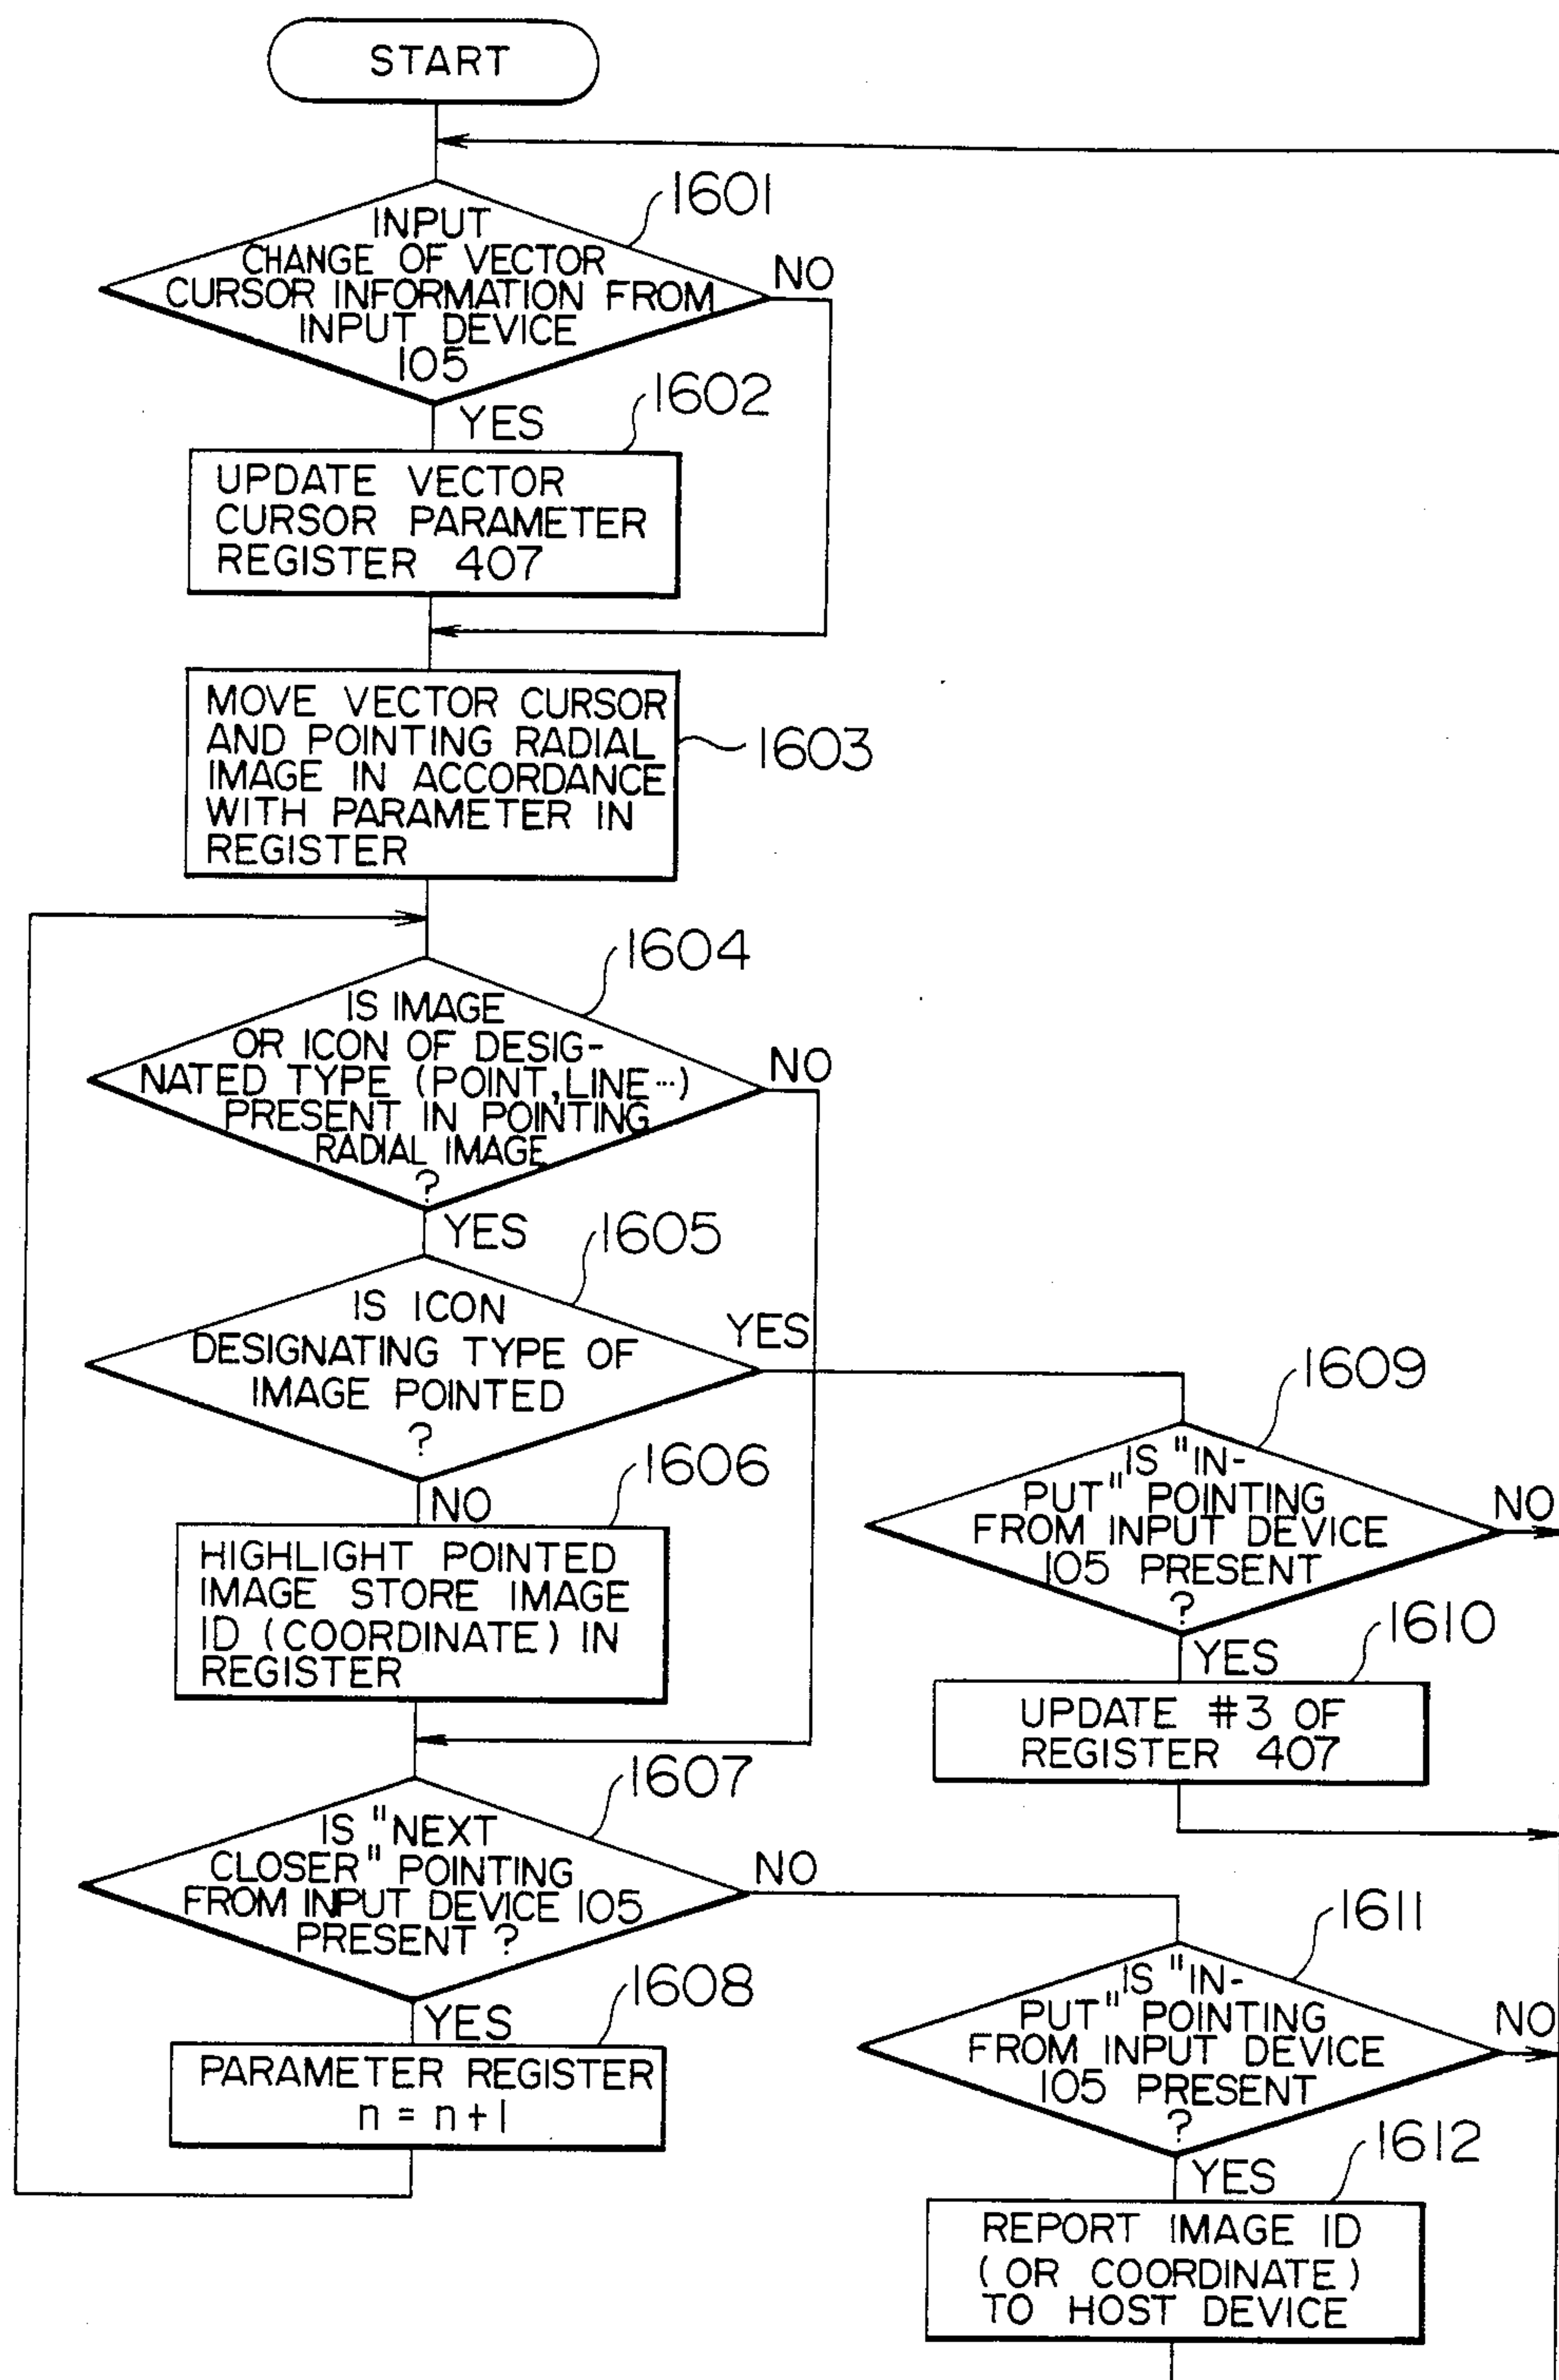 START
1601
INPUT
CHANGE OF VECTOR
CURSOR INFORMATION FROM
INPUT DEVICE
105
NO
YES
1602
UPDATE VECTOR
CURSOR PARAMETER
REGISTER 407
MOVE VECTOR CURSOR
AND POINTING RADIAL
IMAGE IN ACCORDANCE
WITH PARAMETER IN
REGISTER
1603
1604
IS IMAGE
OR ICON OF DESIG-
NATED TYPE (POINT,LINE···)
PRESENT IN POINTING
RADIAL IMAGE
?
NO
YES
1605
IS ICON
DESIGNATING TYPE OF
IMAGE POINTED
?
YES
NO
1606
HIGHLIGHT POINTED
IMAGE STORE IMAGE
ID (COORDINATE) IN
REGISTER
1609
IS "IN-
PUT" POINTING
FROM INPUT DEVICE
105 PRESENT
?
NO
YES
1610
UPDATE #3 OF
REGISTER 407
1607
IS "NEXT
CLOSER" POINTING
FROM INPUT DEVICE 105
PRESENT ?
NO
YES
1608
PARAMETER REGISTER
n = n+1
1611
IS "IN-
PUT" POINTING
FROM INPUT DEVICE
105 PRESENT
?
NO
YES
1612
REPORT IMAGE ID
(OR COORDINATE)
TO HOST DEVICE